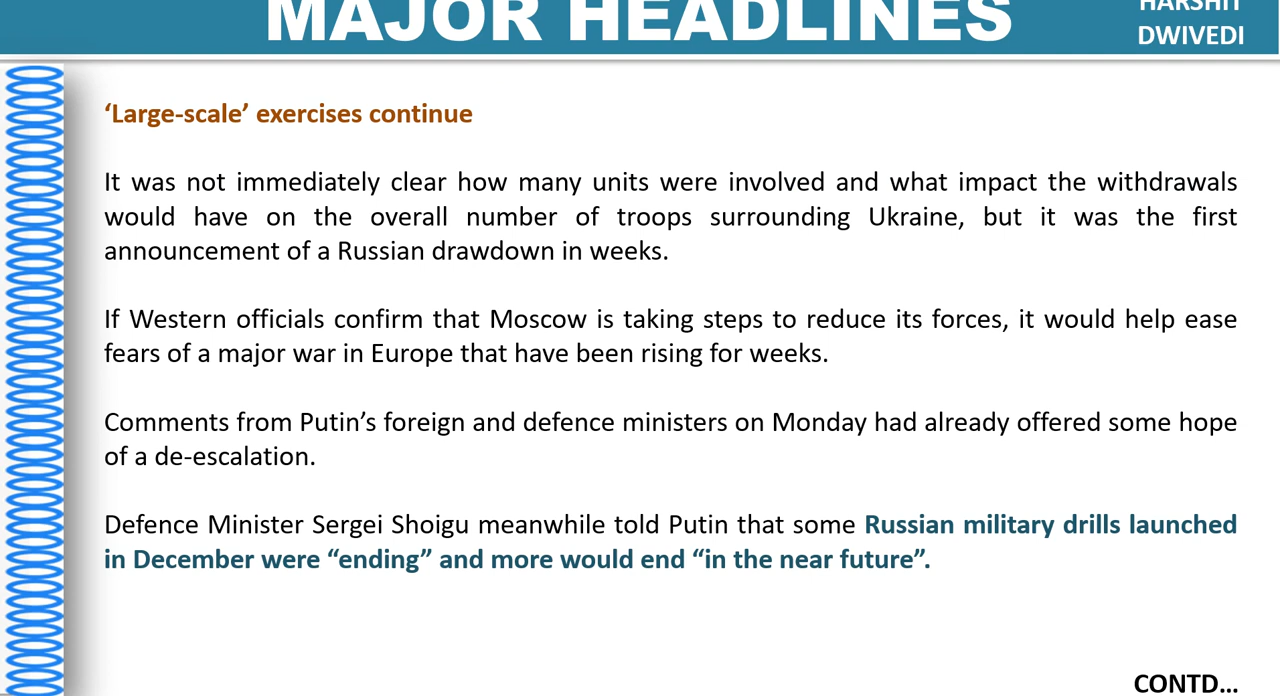 MAJOR HEADLINES
HARSHIT
DWIVEDI
‘Large-scale’ exercises continue
It was not immediately clear how many units were involved and what impact the withdrawals
would have on the overall number of troops surrounding Ukraine, but it was the first
announcement of a Russian drawdown in weeks.
If Western officials confirm that Moscow is taking steps to reduce its forces, it would help ease
fears of a major war in Europe that have been rising for weeks.
Comments from Putin’s foreign and defence ministers on Monday had already offered some hope
of a de-escalation.
Defence Minister Sergei Shoigu meanwhile told Putin that some Russian military drills launched
in December were “ending” and more would end “in the near future”.
CONTD...